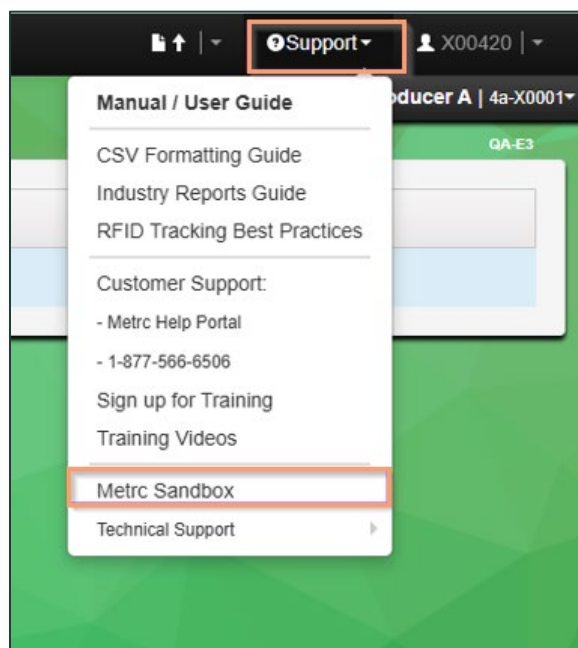 Support
X00420 |
oducer A | 4a-X0001
QA-E3
Manual / User Guide
CSV Formatting Guide
Industry Reports Guide
RFID Tracking Best Practices
Customer Support:
- Metrc Help Portal
- 1-877-566-6506
Sign up for Training
Training Videos
Metrc Sandbox
Technical Support